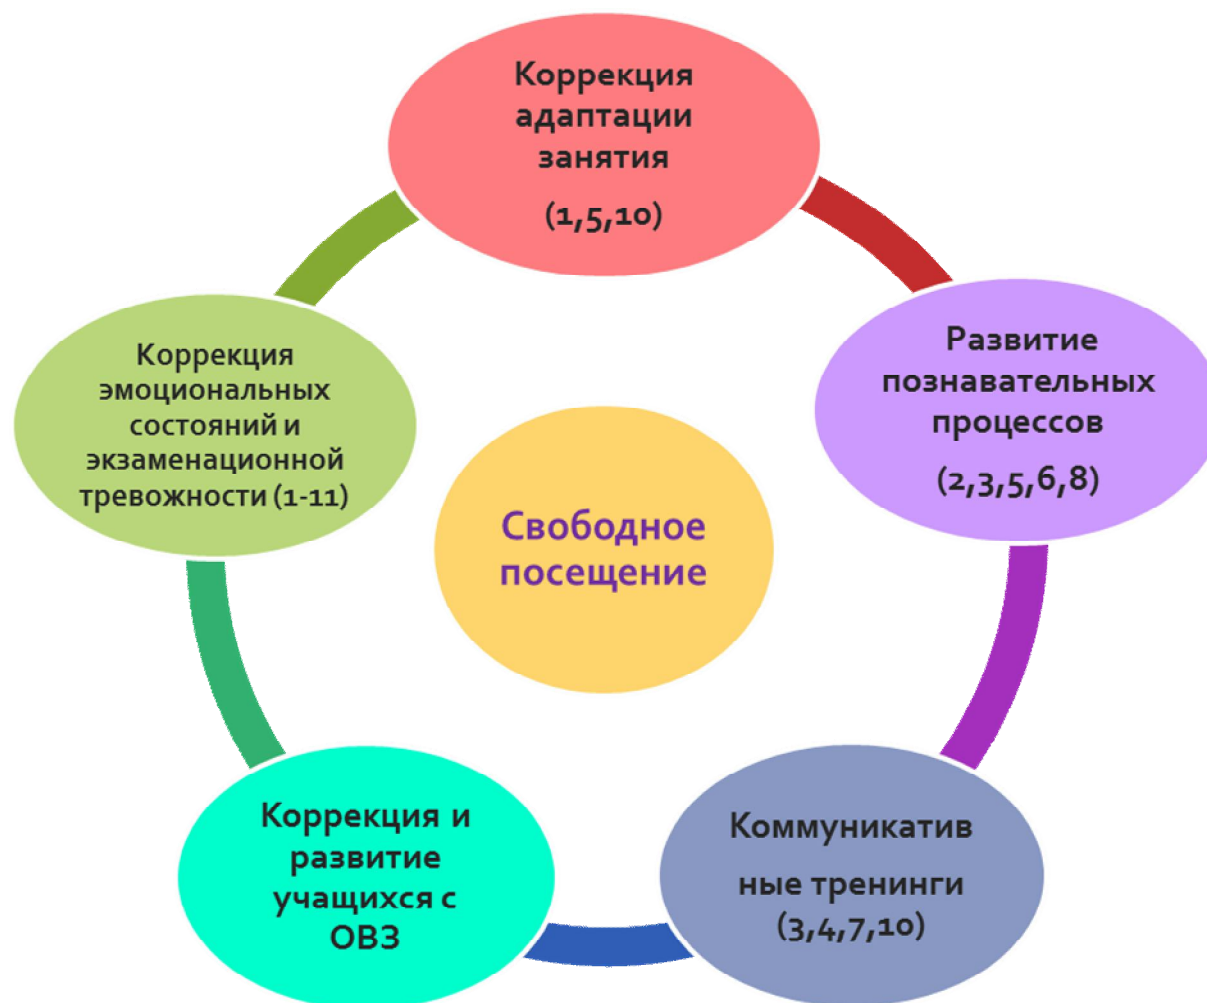 Коррекция
адаптации
занятия
(1,5,10)
Развитие
познавательных
процессов
(2,3,5,6,8)
Коммуникатив
ные тренинги
(3,4,7,10)
Коррекция и
развитие
учащихся с
ОВЗ
Коррекция
эмоциональных
состояний и
экзаменационной
тревожности (1-11)
Свободное
посещение